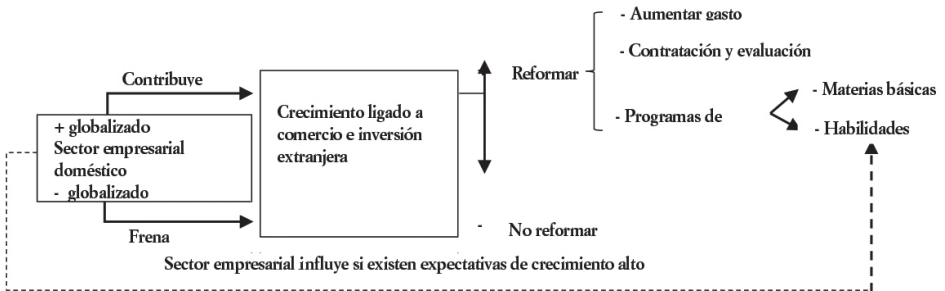 Contribuye
+ globalizado
Sector empresarial
doméstico
- globalizado
Frena
Crecimiento ligado a
comercio e inversión
extranjera
Reformar
- Aumentar gasto
- Contratación y evaluación
- Programas de
- Materias básicas
- Habilidades
- No reformar
Sector empresarial influye si existen expectativas de crecimiento alto